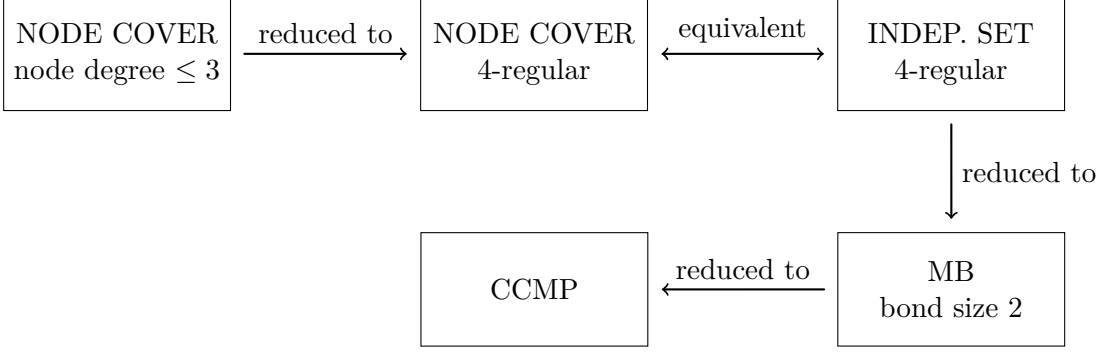 NODE COVER
node degree ≤ 3
reduced to
NODE COVER
4-regular
equivalent
INDEP. SET
4-regular
reduced to
CCMP
reduced to
MB
bond size 2